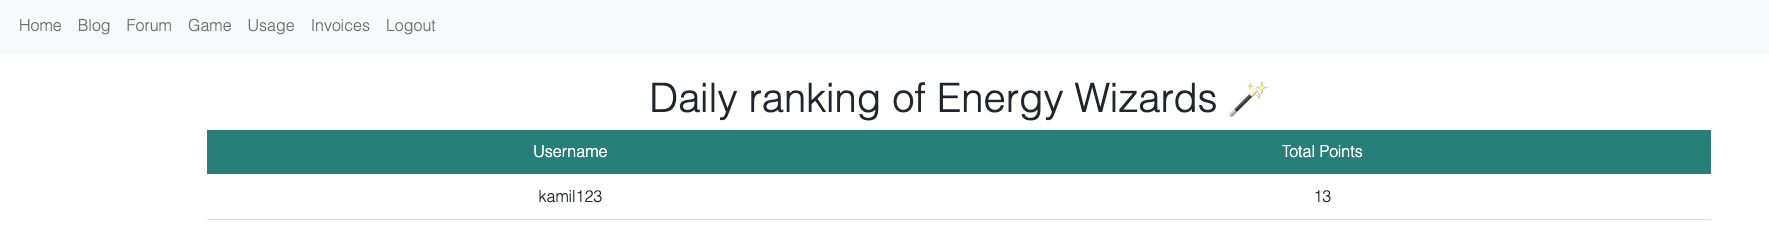 Home Blog Forum Game Usage Invoices Logout
Daily ranking of Energy Wizards 🪄
Username Total Points
kamil123 13